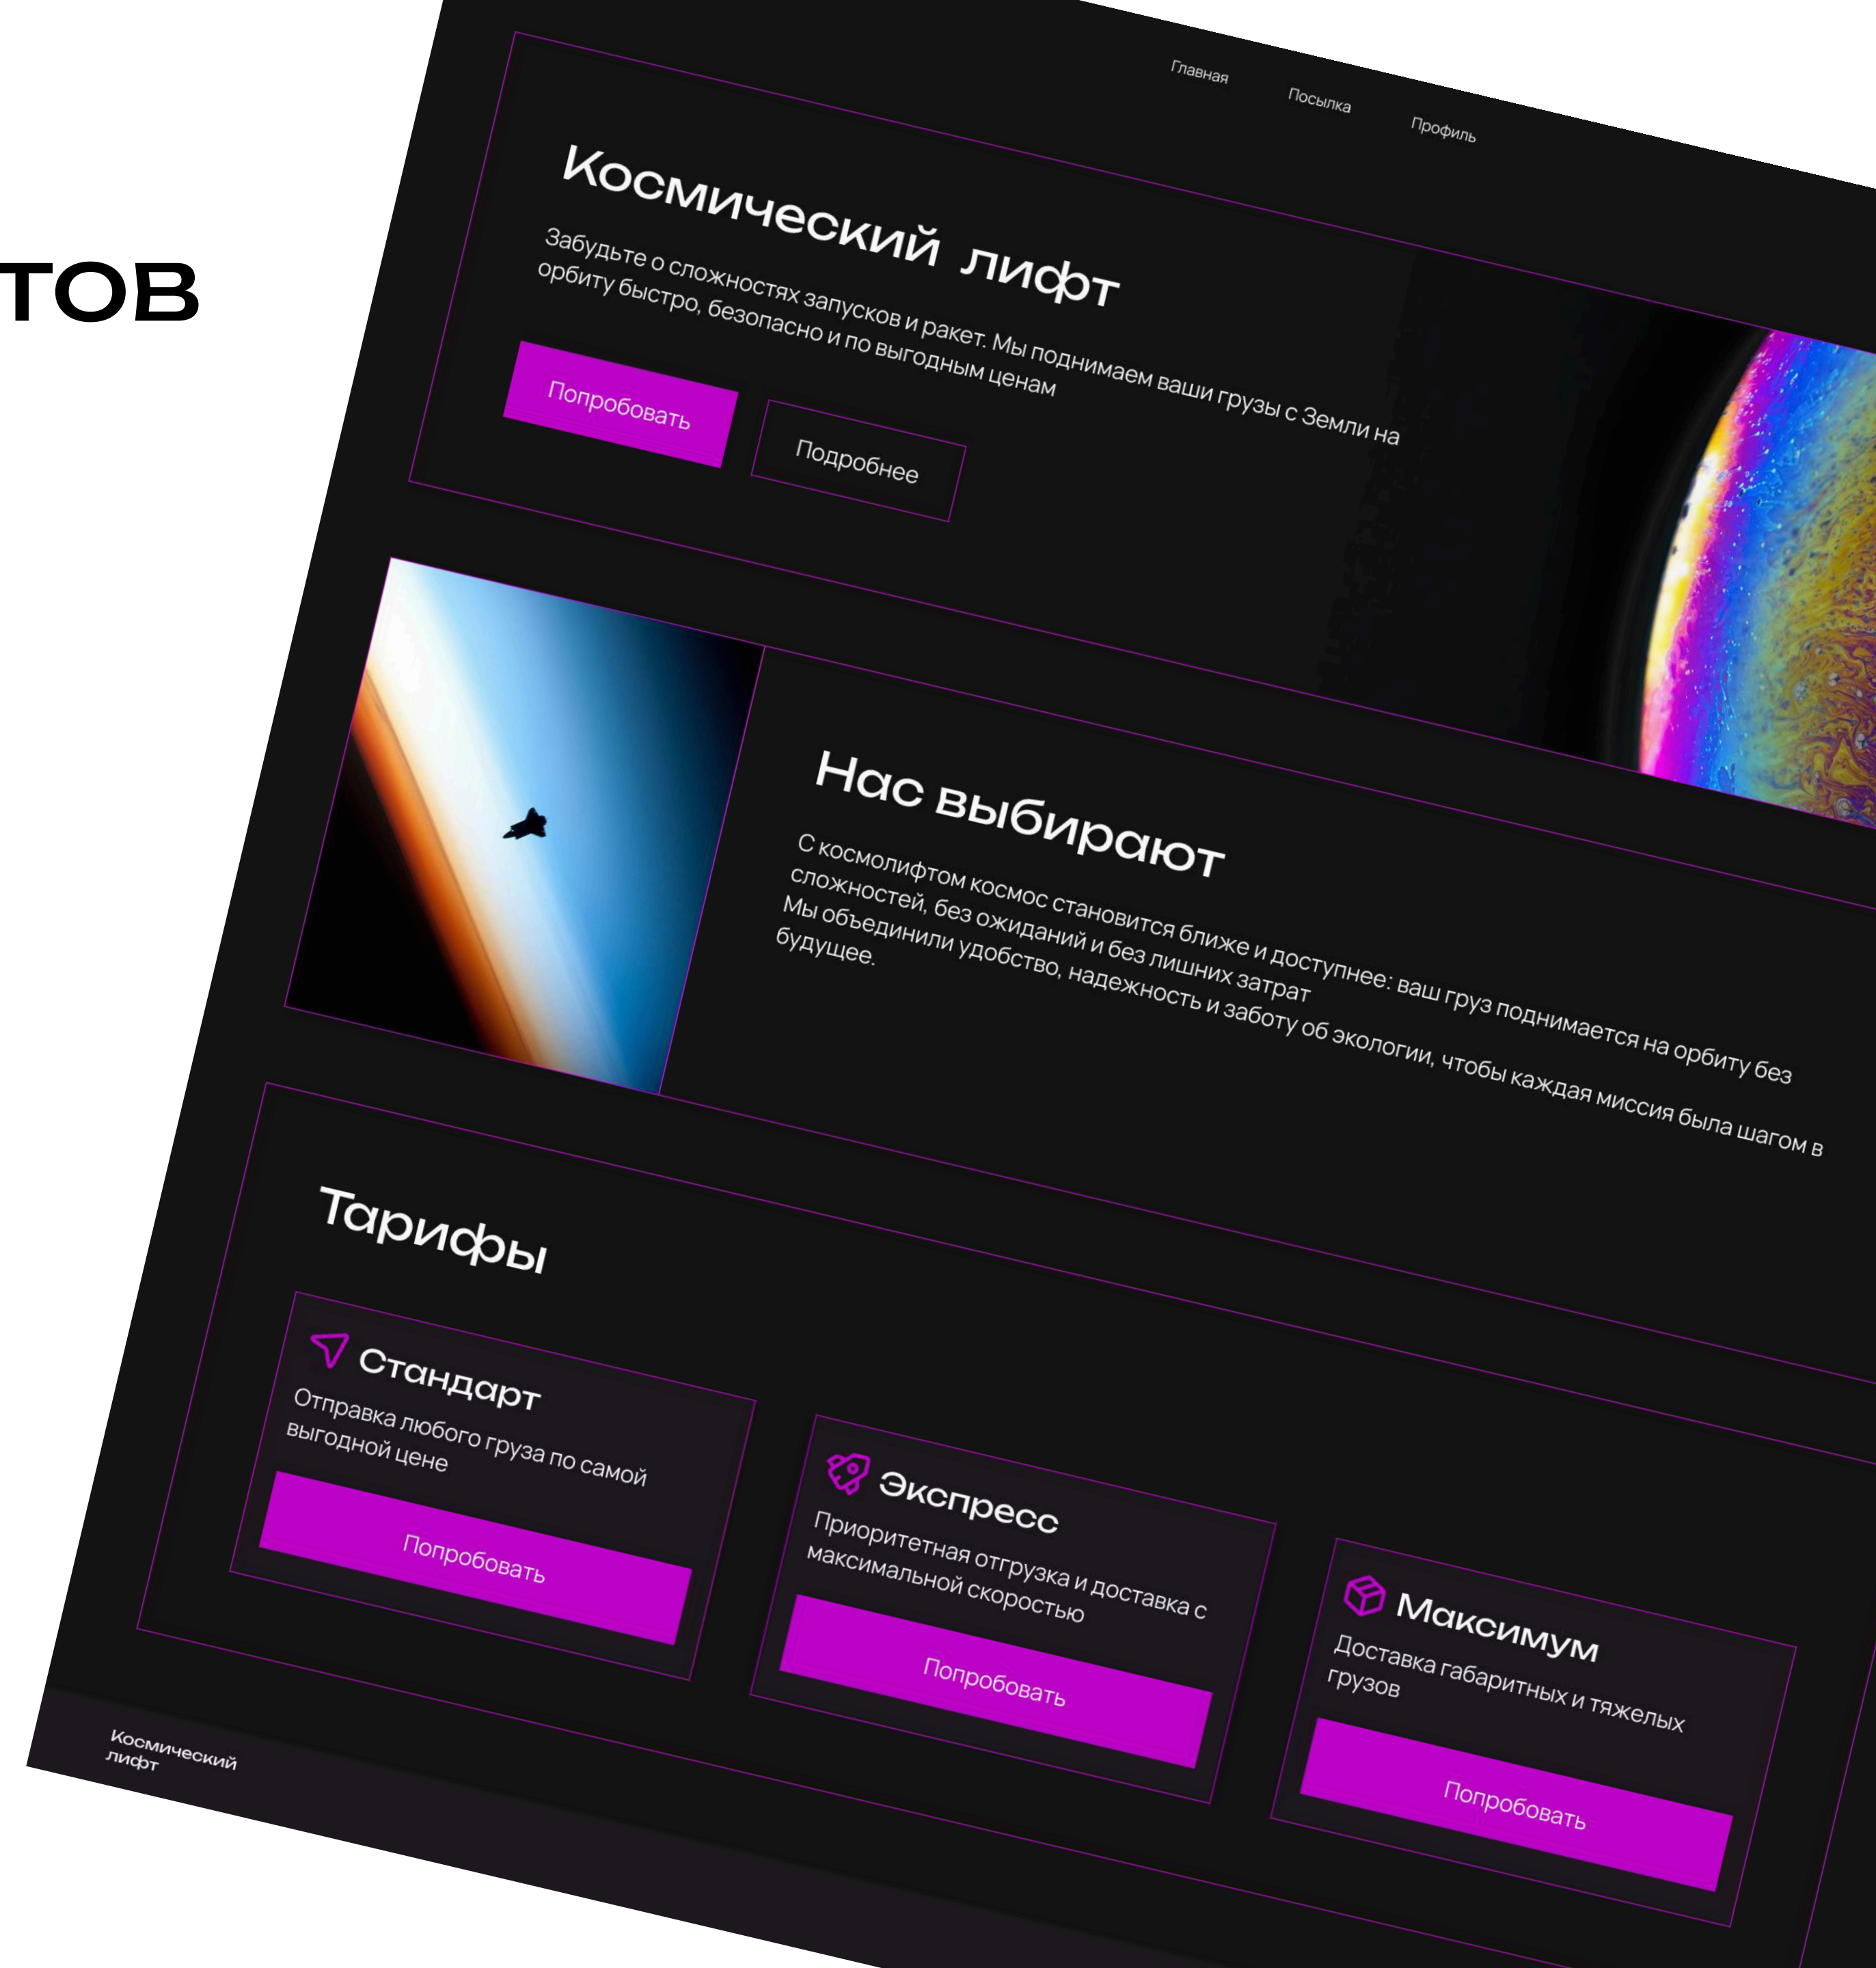 ТОВ
Главная
Посылка
Профиль
Космический лифт
Забудьте о сложностях запусков и ракет. Мы поднимаем ваши грузы с Земли на
орбиту быстро, безопасно и по выгодным ценам
Попробовать
Подробнее
Нас выбирают
С космолифтом космос становится ближе и доступнее: ваш груз поднимается на орбиту без
сложностей, без ожиданий и без лишних затрат
Мы объединили удобство, надежность и заботу об экологии, чтобы каждая миссия была шагом в
будущее.
Тарифы
Стандарт
Отправка любого груза по самой
выгодной цене
Попробовать
Экспресс
Приоритетная отгрузка и доставка с
максимальной скоростью
Попробовать
Максимум
Доставка габаритных и тяжелых
грузов
Попробовать
Космический
лифт